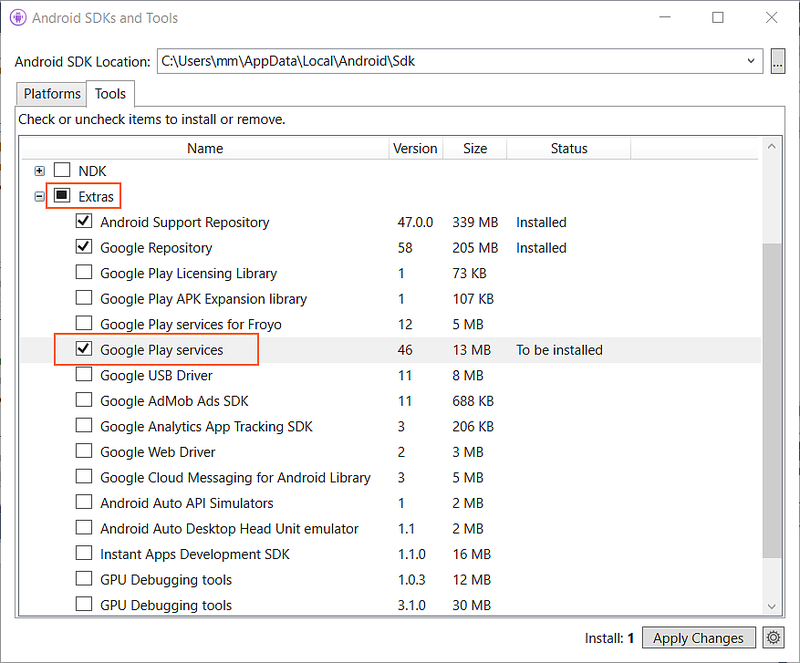 Android SDKs and Tools
Android SDK Location: C:\Users\mm\AppData\Local\Android\Sdk ...
Platforms Tools
Check or uncheck items to install or remove.
Name Version Size Status
NDK
Extras
Android Support Repository 47.0.0 339 MB Installed
Google Repository 58 205 MB Installed
Google Play Licensing Library 1 73 KB
Google Play APK Expansion library 1 107 KB
Google Play services for Froyo 12 5 MB
Google Play services 46 13 MB To be installed
Google USB Driver 11 8 MB
Google AdMob Ads SDK 11 688 KB
Google Analytics App Tracking SDK 3 206 KB
Google Web Driver 2 3 MB
Google Cloud Messaging for Android Library 3 5 MB
Android Auto API Simulators 1 2 MB
Android Auto Desktop Head Unit emulator 1.1 2 MB
Instant Apps Development SDK 1.1.0 16 MB
GPU Debugging tools 1.0.3 12 MB
GPU Debugging tools 3.1.0 30 MB
Install: 1 Apply Changes